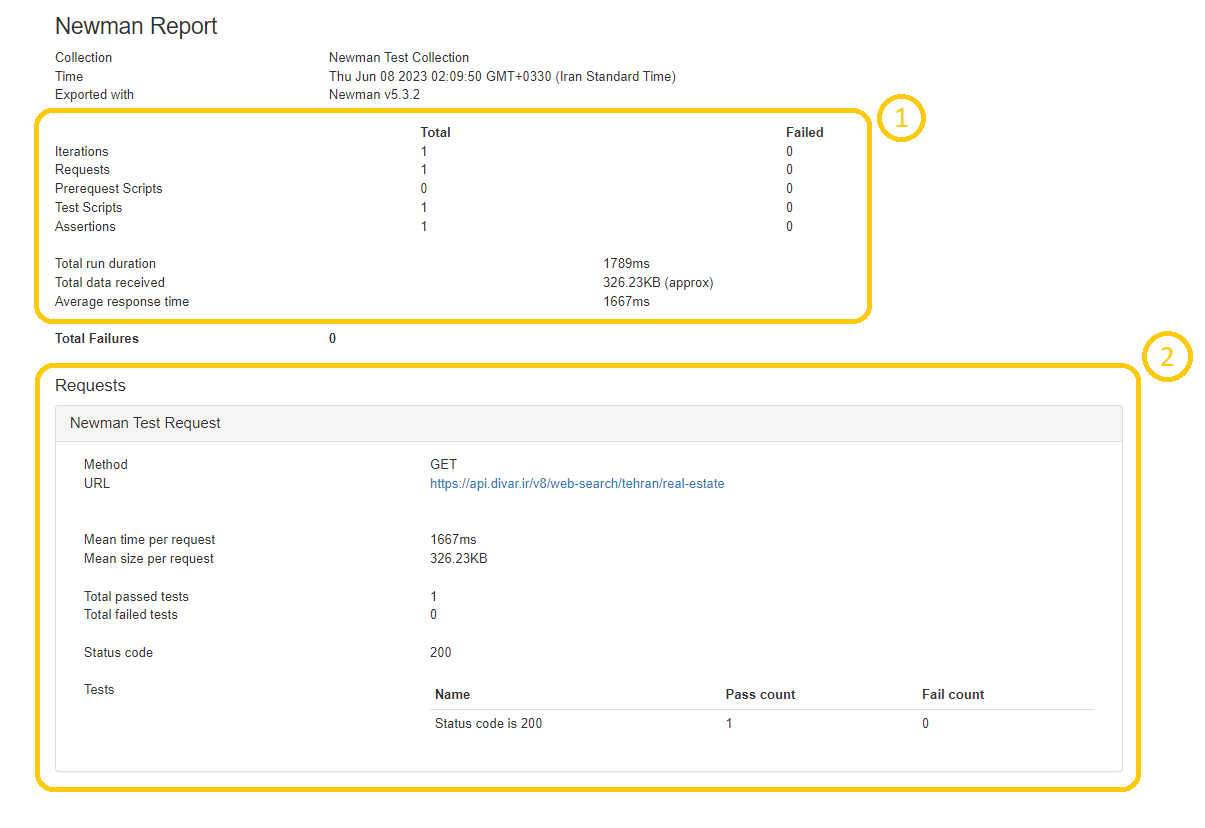 Newman Report
Collection Newman Test Collection
Time Thu Jun 08 2023 02:09:50 GMT+0330 (Iran Standard Time)
Exported with Newman v5.3.2
1
Total Failed
Iterations 1 0
Requests 1 0
Prerequest Scripts 0 0
Test Scripts 1 0
Assertions 1 0
Total run duration 1789ms
Total data received 326.23KB (approx)
Average response time 1667ms
Total Failures 0
2
Requests
Newman Test Request
Method GET
URL https://api.divar.ir/v8/web-search/tehran/real-estate
Mean time per request 1667ms
Mean size per request 326.23KB
Total passed tests 1
Total failed tests 0
Status code 200
Tests Name Pass count Fail count
Status code is 200 1 0